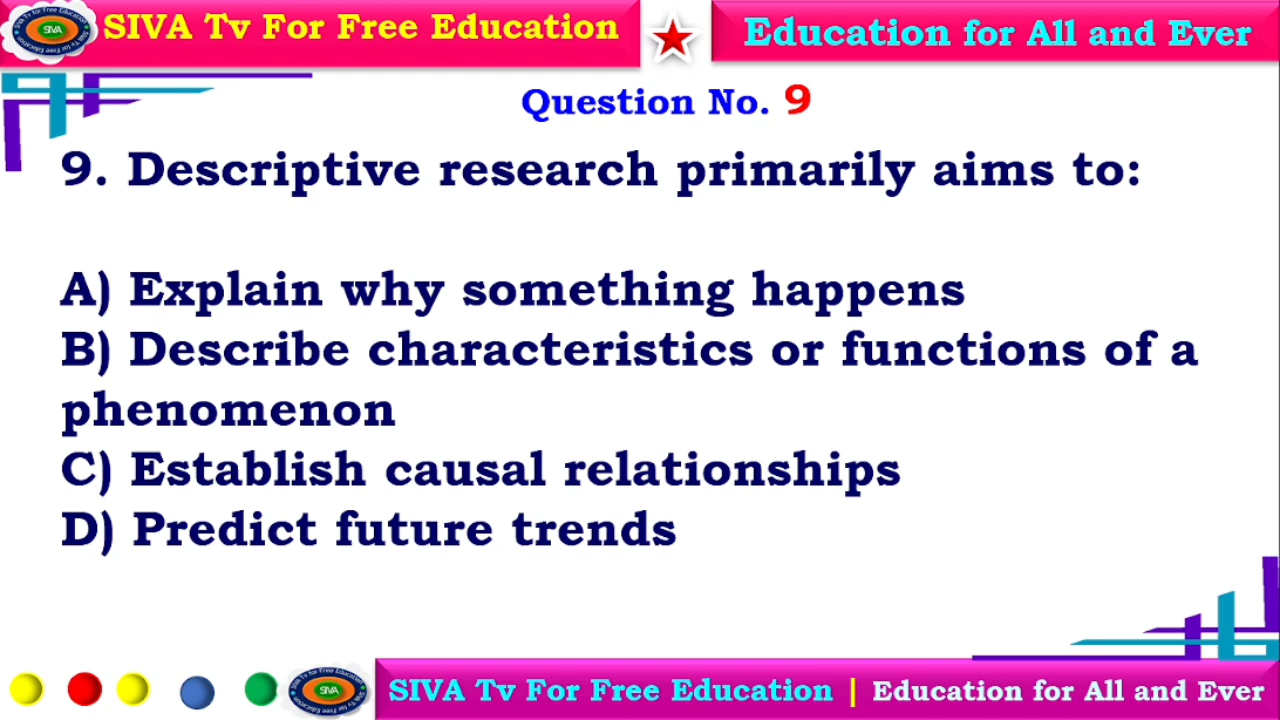 SIVA Tv For Free Education
Education for All and Ever
Question No. 9
9. Descriptive research primarily aims to:
A) Explain why something happens
B) Describe characteristics or functions of a
phenomenon
C) Establish causal relationships
D) Predict future trends
SIVA Tv For Free Education | Education for All and Ever
SIVA
SIVA